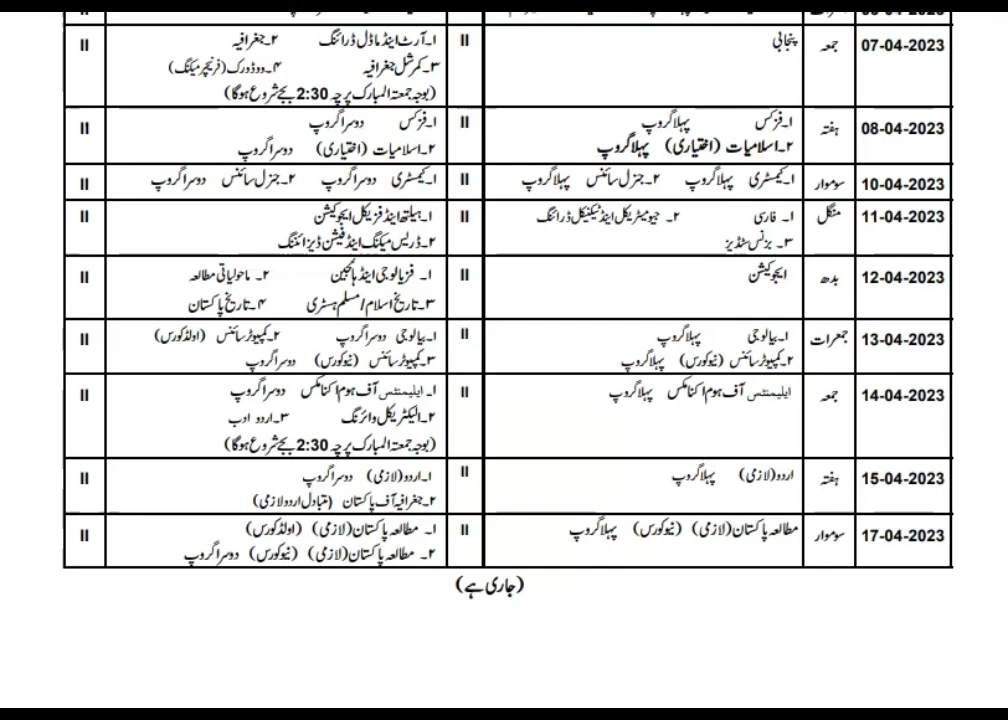 07-04-2023 جمعہ پنجابی II ۱۔آرٹ اینڈ ماڈل ڈرائنگ ۲۔جغرافیہ II
۳۔کمرشل جغرافیہ ۴۔ووڈورک(فرنیچر میکنگ)
(بوجہ جمعۃ المبارک پرچہ 2:30 بجے شروع ہوگا)
08-04-2023 ہفتہ ۱۔فزکس پہلا گروپ II ۱۔فزکس دوسرا گروپ II
۲۔اسلامیات (اختیاری) پہلا گروپ ۲۔اسلامیات (اختیاری) دوسرا گروپ
10-04-2023 سوموار ۱۔کیمسٹری پہلا گروپ ۲۔جنرل سائنس پہلا گروپ II ۱۔کیمسٹری دوسرا گروپ ۲۔جنرل سائنس دوسرا گروپ II
11-04-2023 منگل ۱۔ فارسی ۲۔ جیومیٹریکل اینڈ ٹیکنیکل ڈرائنگ II ۱۔ہیلتھ اینڈ فزیکل ایجوکیشن II
۳۔ بزنس سٹڈیز ۲۔ڈریس میکنگ اینڈ فیشن ڈیزائننگ
12-04-2023 بدھ ایجوکیشن II ۱۔ فزیالوجی اینڈ ہائجین ۲۔ ماحولیاتی مطالعہ II
۳۔تاریخ اسلام/مسلم ہسٹری ۴۔تاریخ پاکستان
13-04-2023 جمعرات ۱۔بیالوجی پہلا گروپ II ۱۔بیالوجی دوسرا گروپ ۲۔کمپیوٹر سائنس (اولڈ کورس) II
۲۔کمپیوٹر سائنس (نیو کورس) پہلا گروپ ۳۔کمپیوٹر سائنس (نیو کورس) دوسرا گروپ
14-04-2023 جمعہ ایلیمنٹس آف ہوم اکنامکس پہلا گروپ II ۱۔ ایلیمنٹس آف ہوم اکنامکس دوسرا گروپ II
۲۔الیکٹریکل وائرنگ ۳۔اردو ادب
(بوجہ جمعۃ المبارک پرچہ 2:30 بجے شروع ہوگا)
15-04-2023 ہفتہ اردو(لازمی) پہلا گروپ II ۱۔اردو(لازمی) دوسرا گروپ II
۲۔جغرافیہ آف پاکستان (متبادل اردو لازمی)
17-04-2023 سوموار مطالعہ پاکستان(لازمی) (نیو کورس) پہلا گروپ II ۱۔ مطالعہ پاکستان(لازمی) (اولڈ کورس) II
۲۔ مطالعہ پاکستان(لازمی) (نیو کورس) دوسرا گروپ
(جاری ہے)